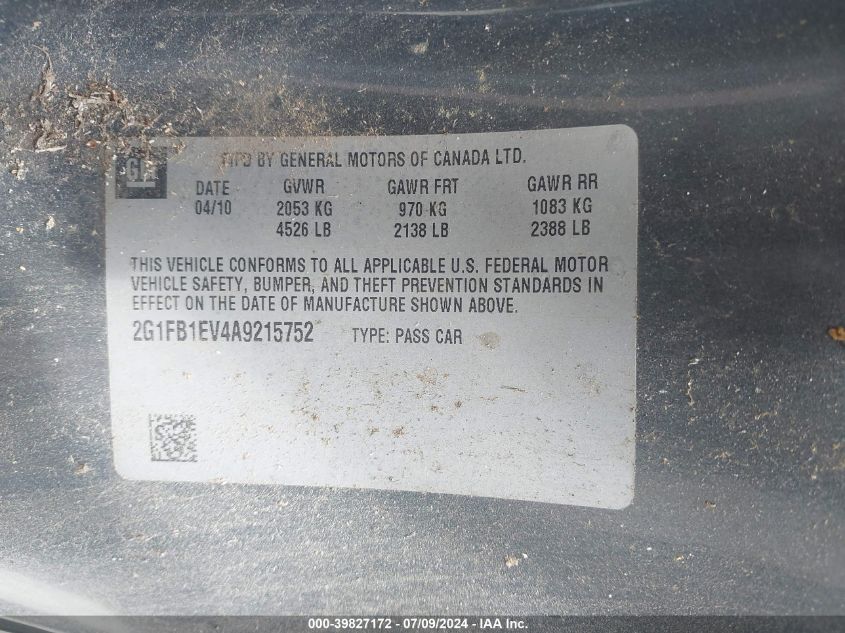 GM
MFD BY GENERAL MOTORS OF CANADA LTD.
DATE GVWR GAWR FRT GAWR RR
04/10 2053 KG 970 KG 1083 KG
4526 LB 2138 LB 2388 LB
THIS VEHICLE CONFORMS TO ALL APPLICABLE U.S. FEDERAL MOTOR
VEHICLE SAFETY, BUMPER, AND THEFT PREVENTION STANDARDS IN
EFFECT ON THE DATE OF MANUFACTURE SHOWN ABOVE.
2G1FB1EV4A9215752 TYPE: PASS CAR
000-39827172 - 07/09/2024 - IAA Inc.